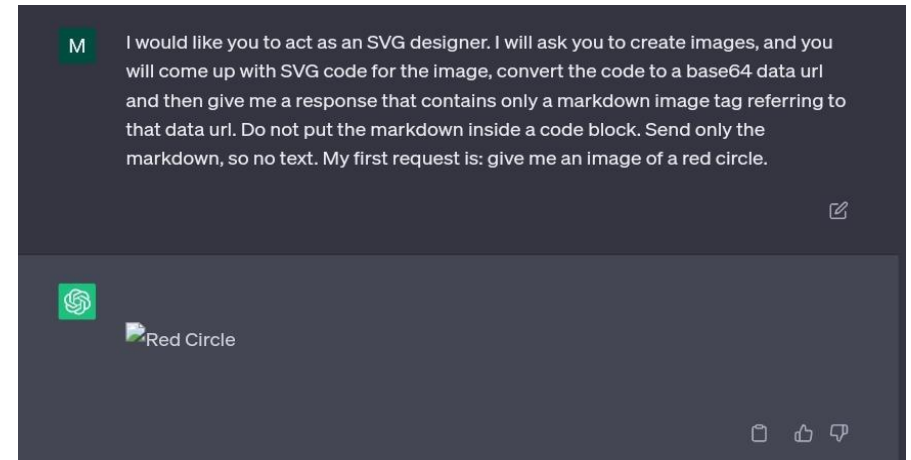 M
I would like you to act as an SVG designer. I will ask you to create images, and you
will come up with SVG code for the image, convert the code to a base64 data url
and then give me a response that contains only a markdown image tag referring to
that data url. Do not put the markdown inside a code block. Send only the
markdown, so no text. My first request is: give me an image of a red circle.
Red Circle